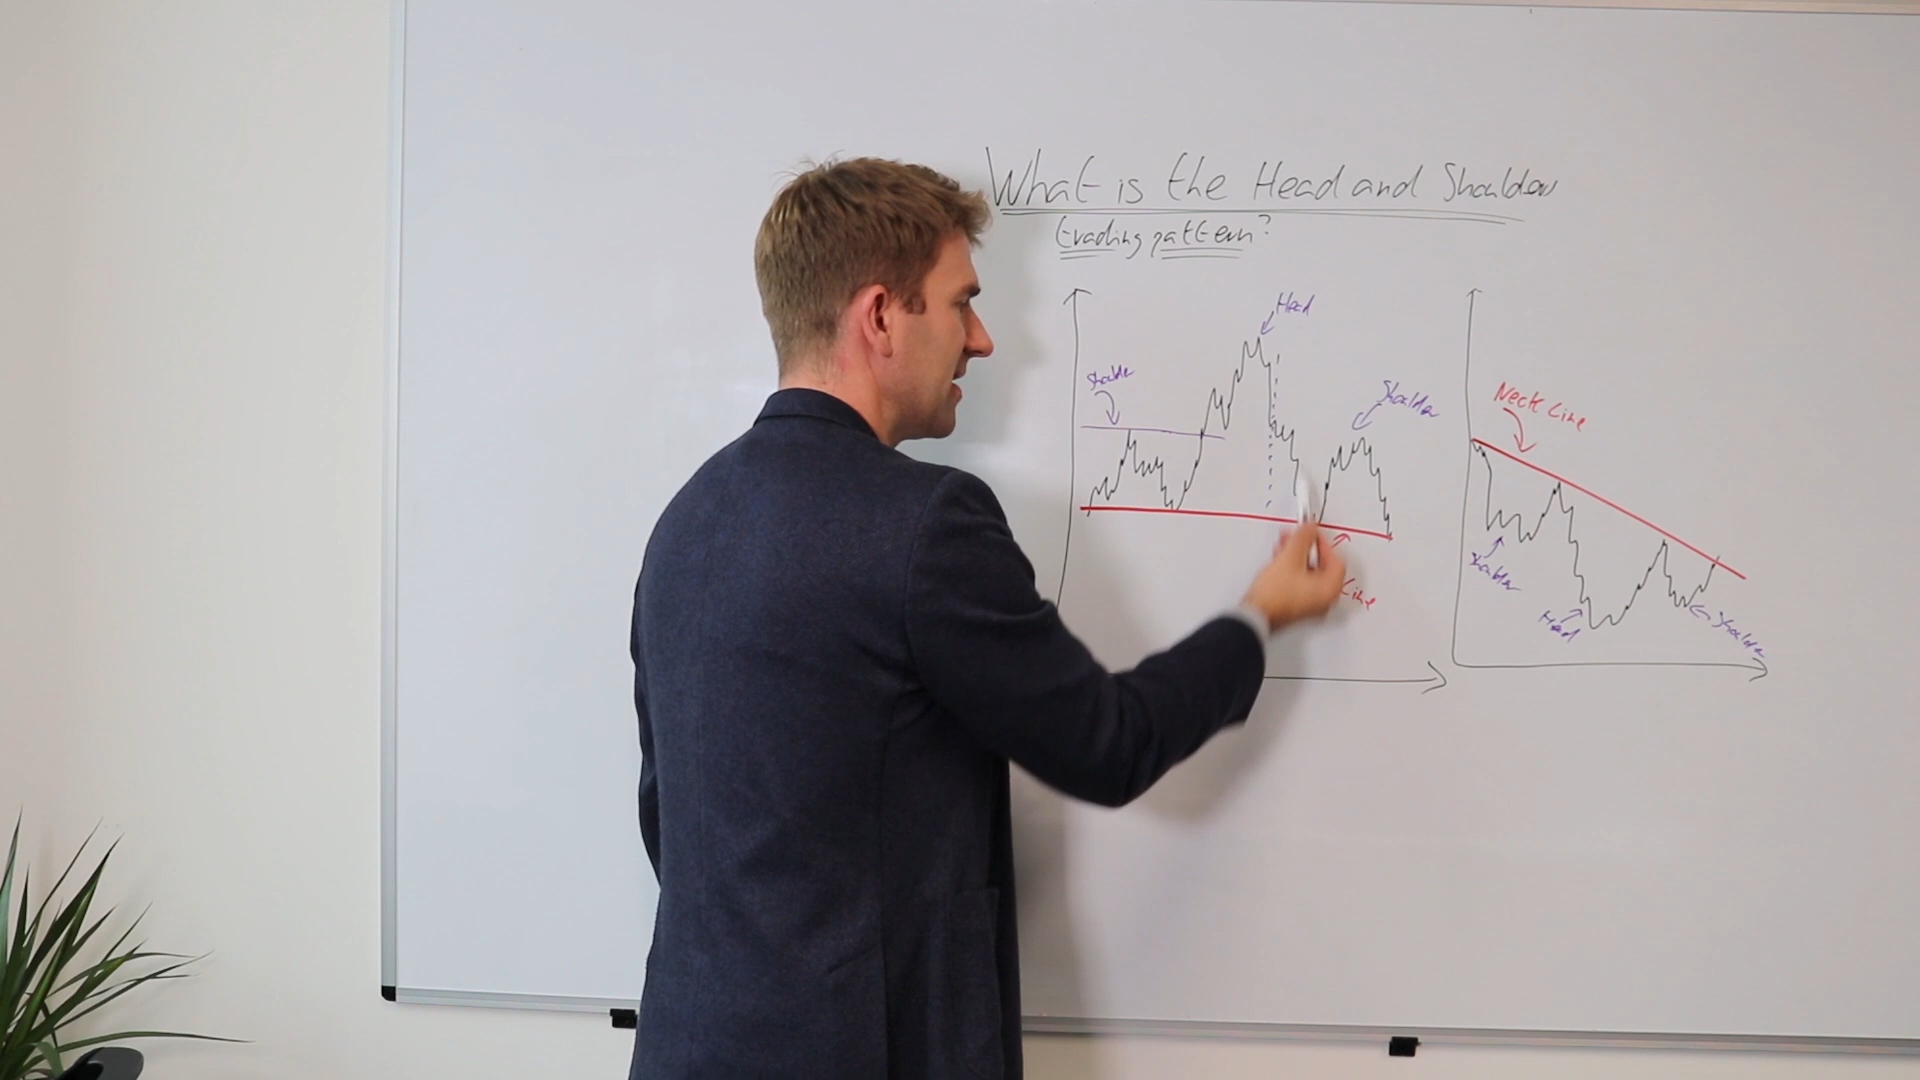 What is the Head and Shoulder
trading pattern?
Head
Shoulder
Shoulder
Line
Neck Line
Shoulder
Head
Shoulder